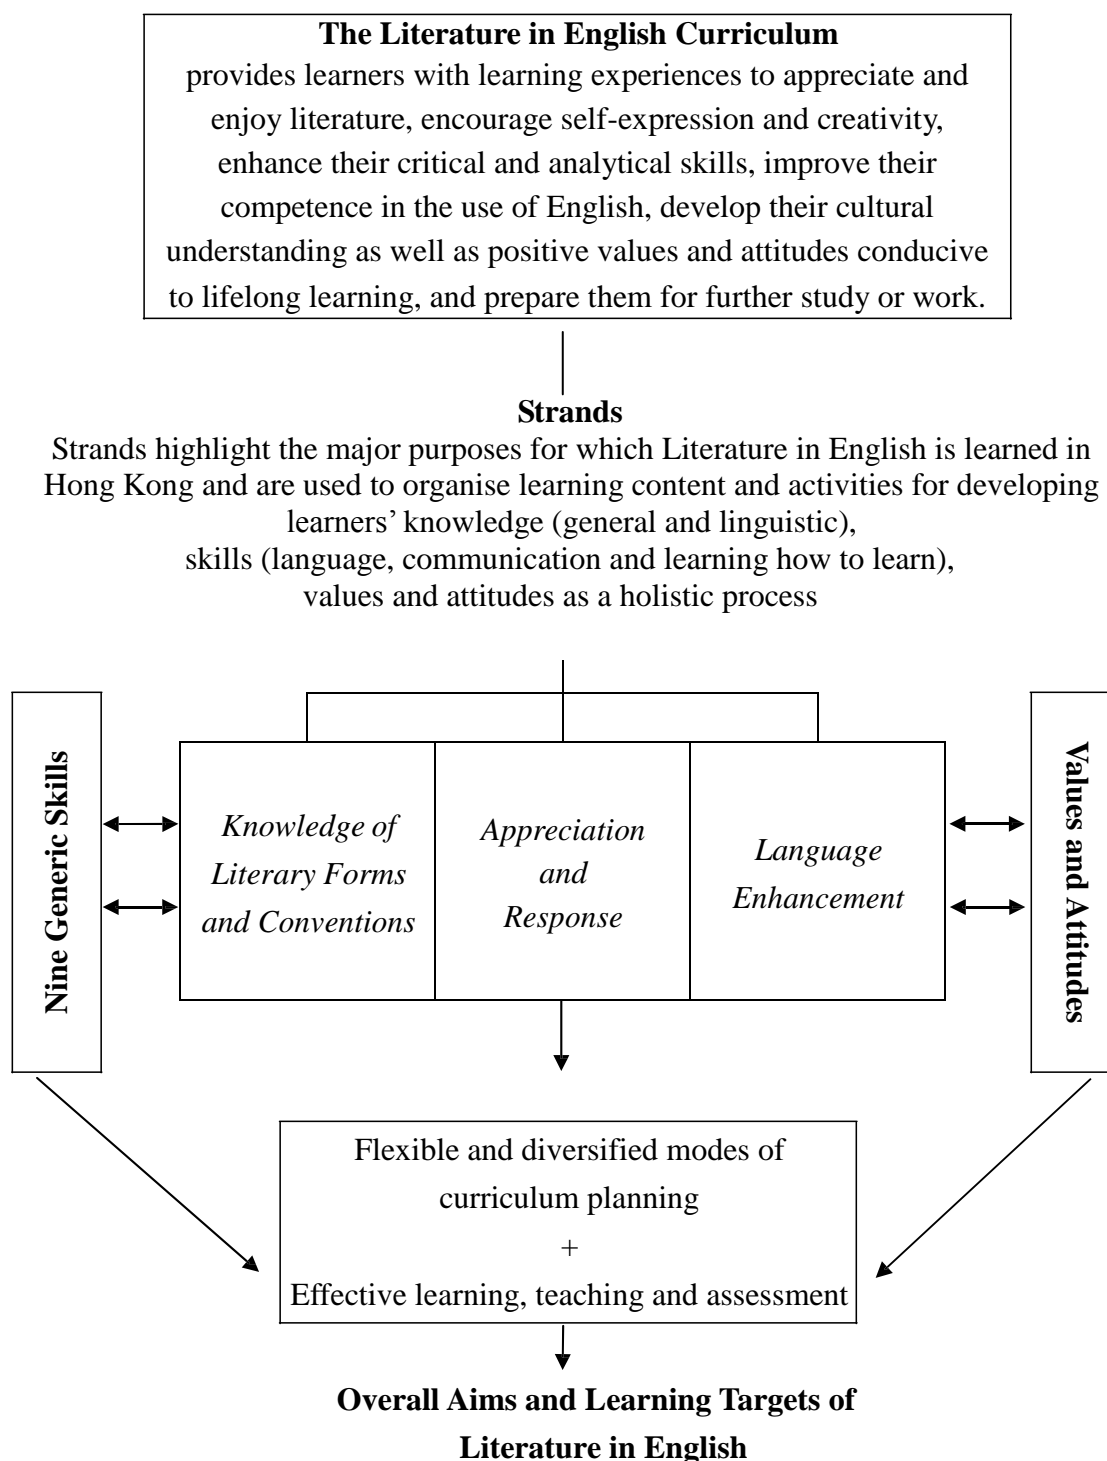 The Literature in English Curriculum
provides learners with learning experiences to appreciate and
enjoy literature, encourage self-expression and creativity,
enhance their critical and analytical skills, improve their
competence in the use of English, develop their cultural
understanding as well as positive values and attitudes conducive
to lifelong learning, and prepare them for further study or work.
Strands
Strands highlight the major purposes for which Literature in English is learned in
Hong Kong and are used to organise learning content and activities for developing
learners’ knowledge (general and linguistic),
skills (language, communication and learning how to learn),
values and attitudes as a holistic process
Nine Generic Skills
Knowledge of
Literary Forms
and Conventions
Appreciation
and
Response
Language
Enhancement
Values and Attitudes
Flexible and diversified modes of
curriculum planning
+
Effective learning, teaching and assessment
Overall Aims and Learning Targets of
Literature in English